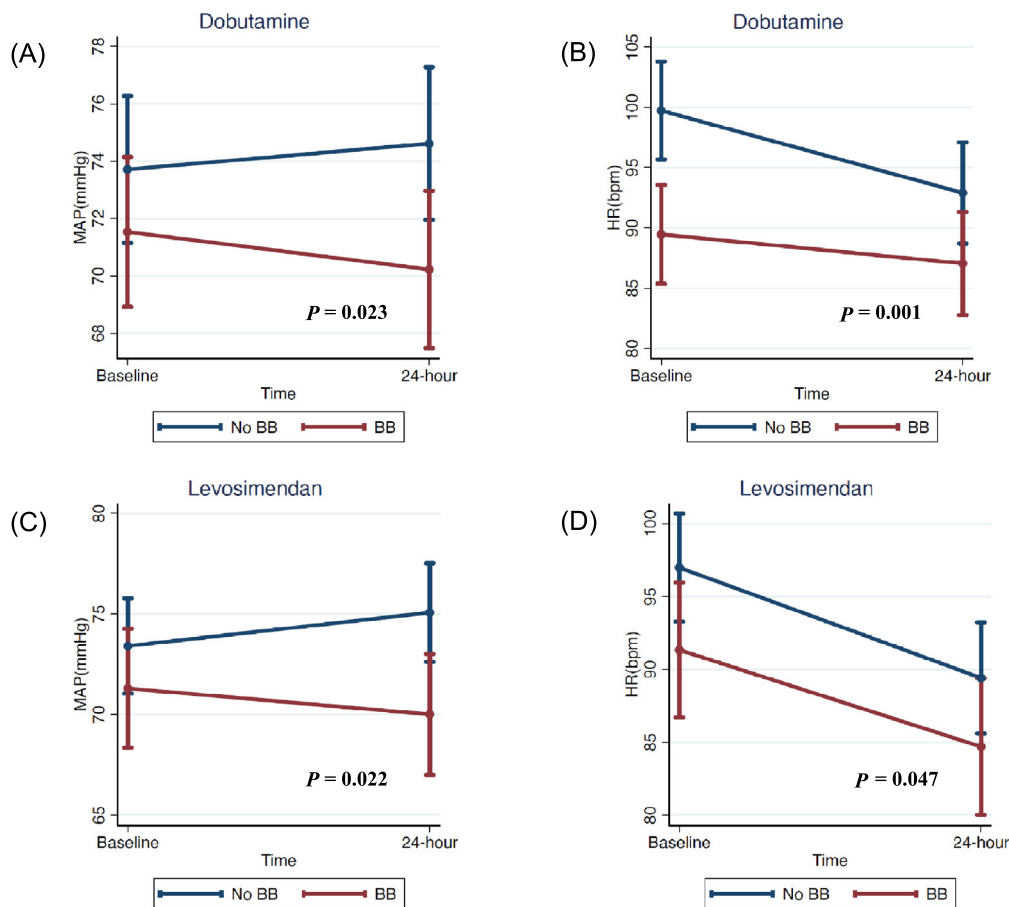 (A)
Dobutamine
MAP(mmHg)
78
76
74
72
70
68
P = 0.023
Baseline
24-hour
Time
No BB
BB
(B)
Dobutamine
HR(bpm)
105
100
95
90
85
80
P = 0.001
Baseline
24-hour
Time
No BB
BB
(C)
Levosimendan
MAP(mmHg)
80
75
70
65
P = 0.022
Baseline
24-hour
Time
No BB
BB
(D)
Levosimendan
HR(bpm)
100
95
90
85
80
P = 0.047
Baseline
24-hour
Time
No BB
BB